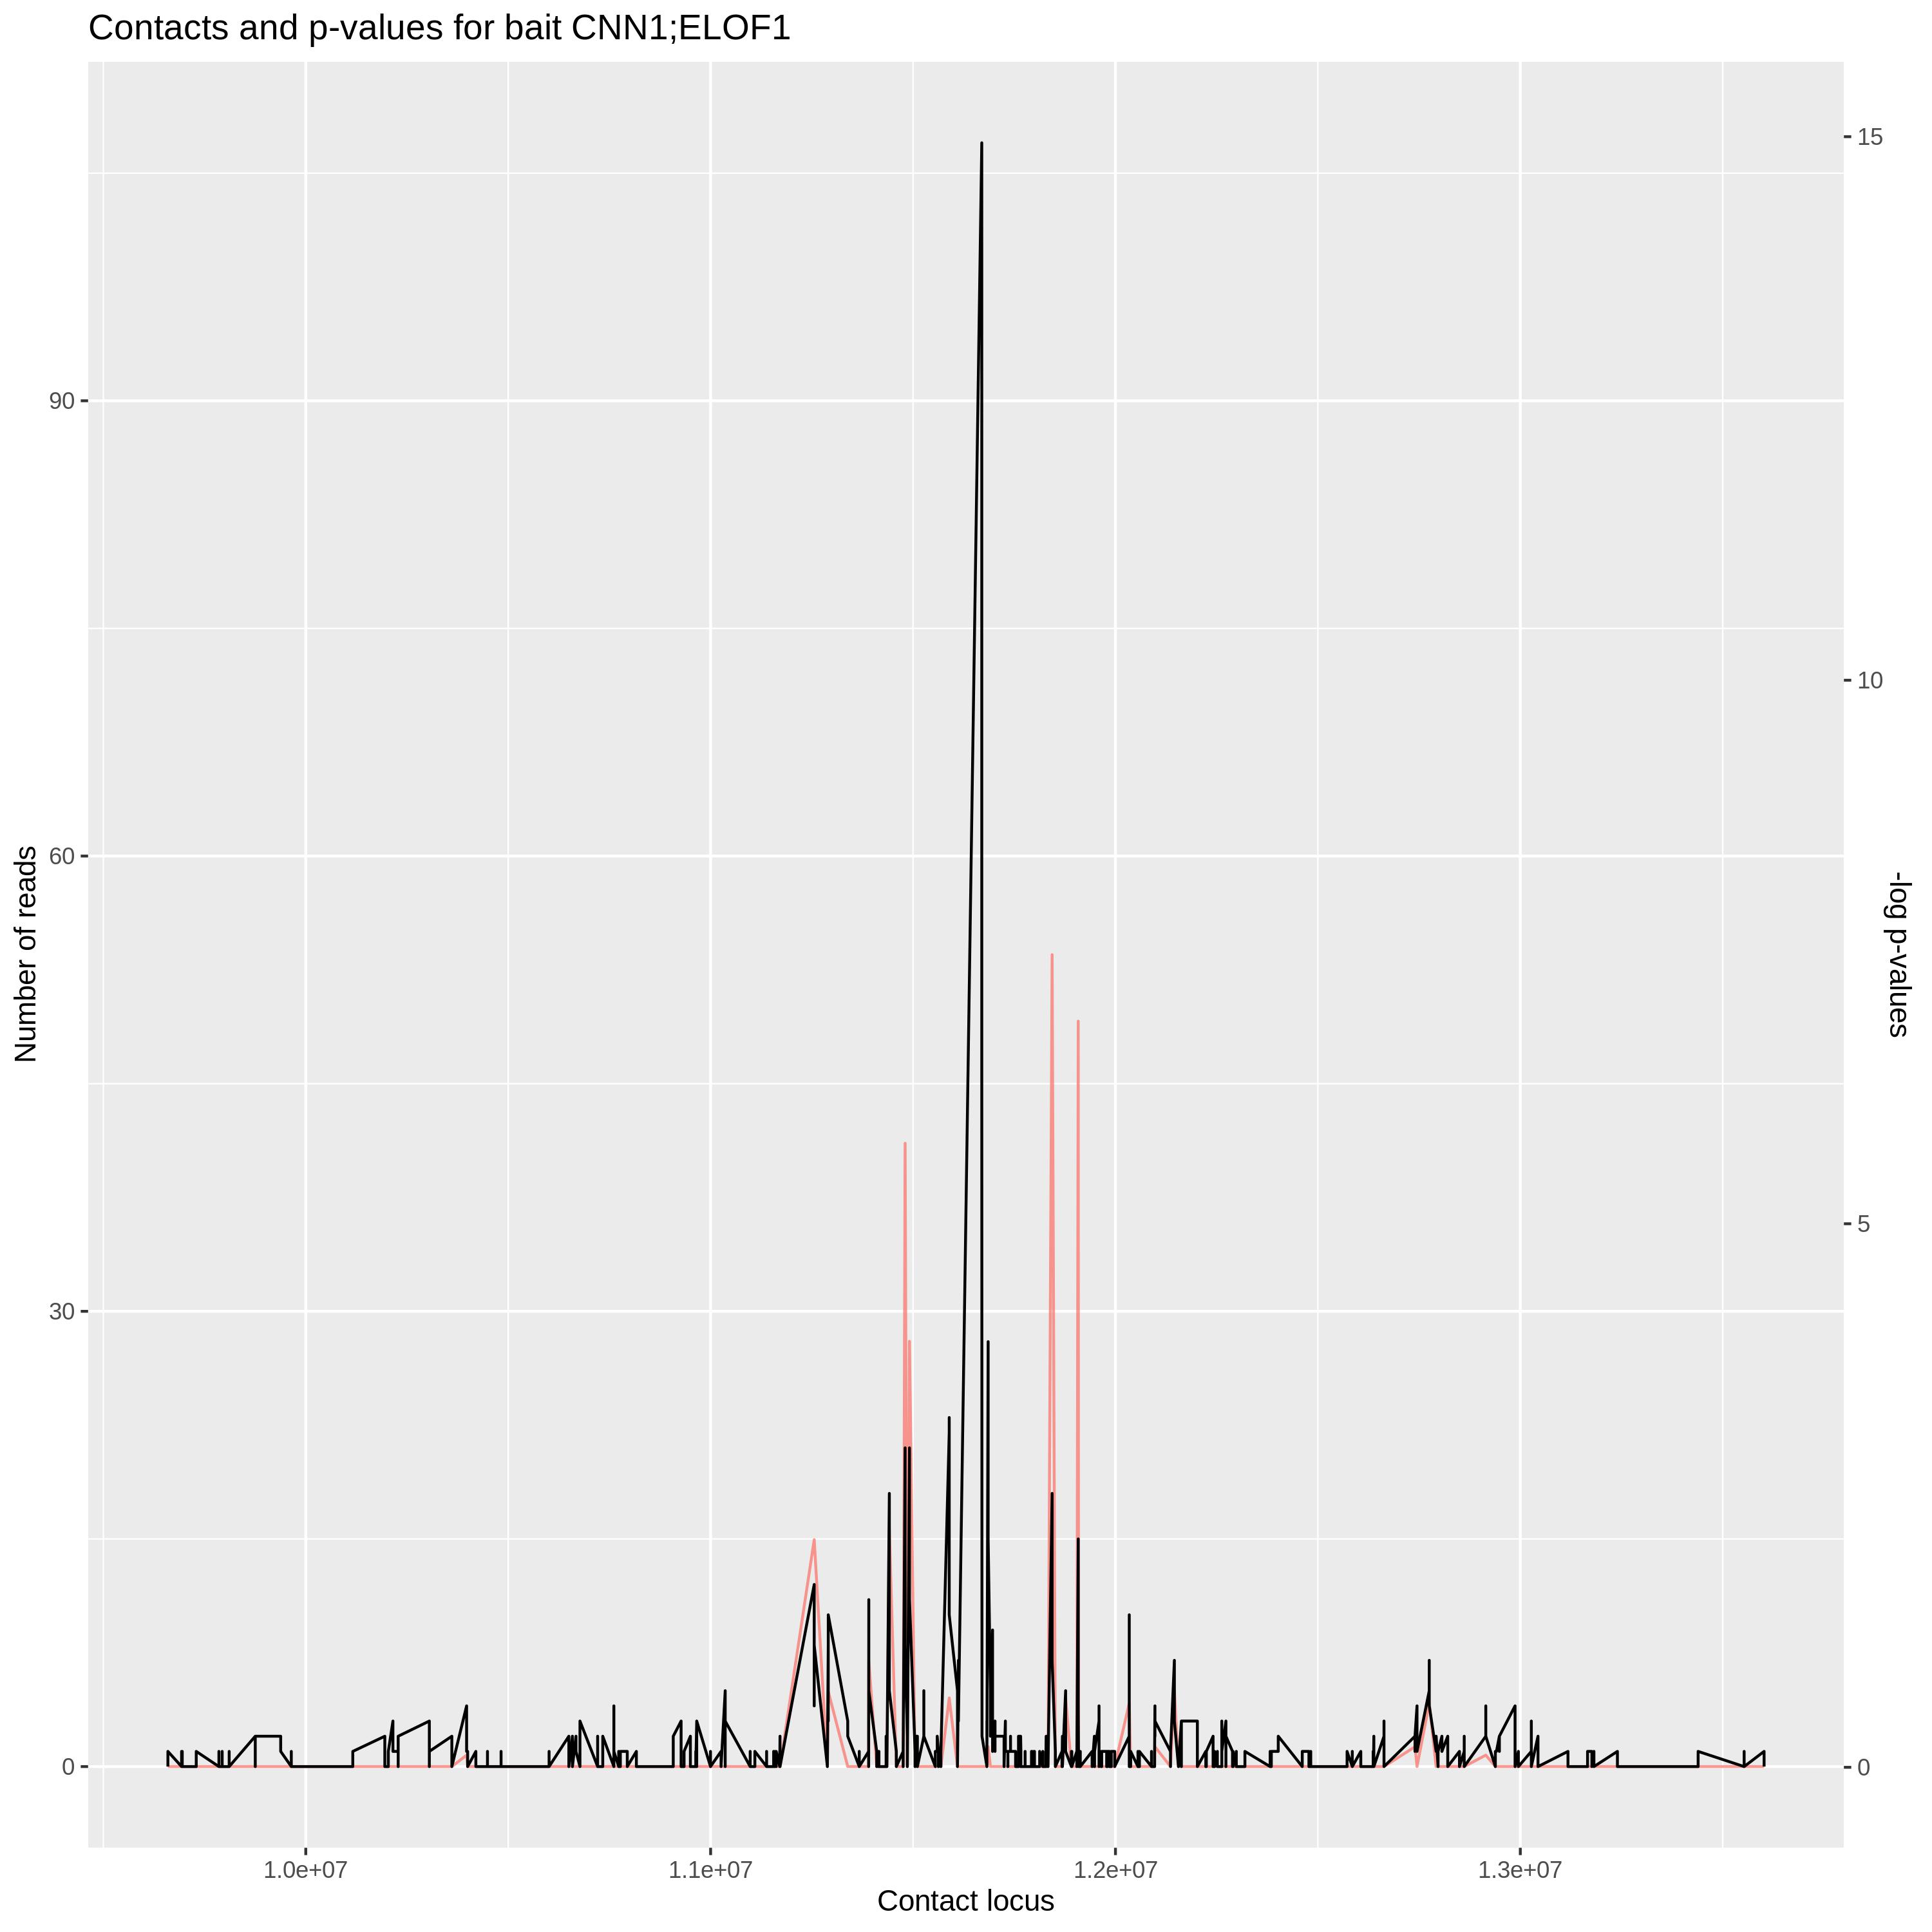 Contacts and p-values for bait CNN1;ELOF1
15
90
10
60
Number of reads
-log p-values
5
30
0
0
1.0e+07
1.1e+07
1.2e+07
1.3e+07
Contact locus